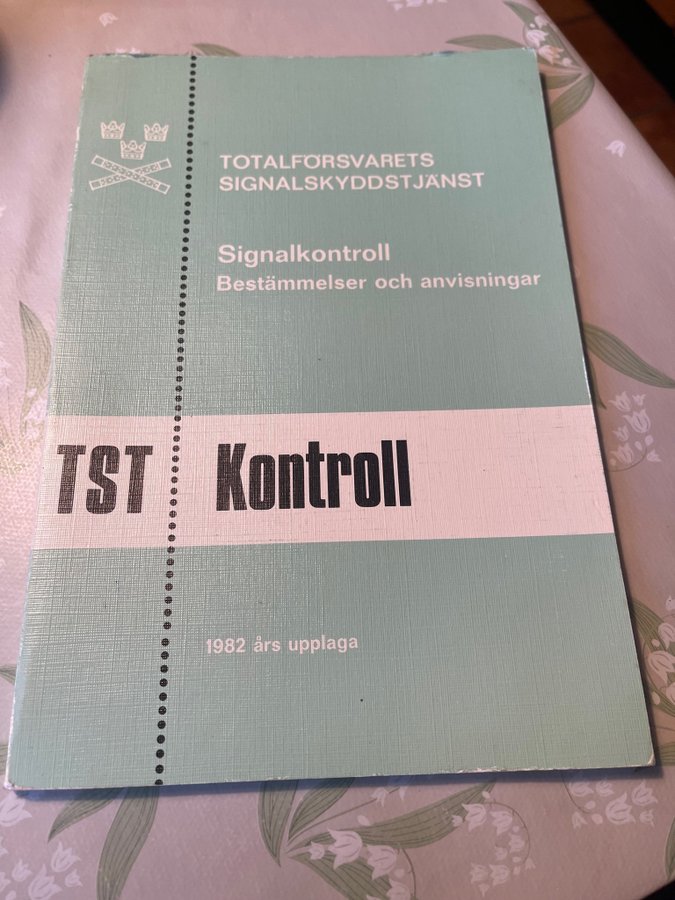 TOTALFÖRSVARETS
SIGNALSKYDDSTJÄNST
Signalkontroll
Bestämmelser och anvisningar
TST Kontroll
1982 års upplaga